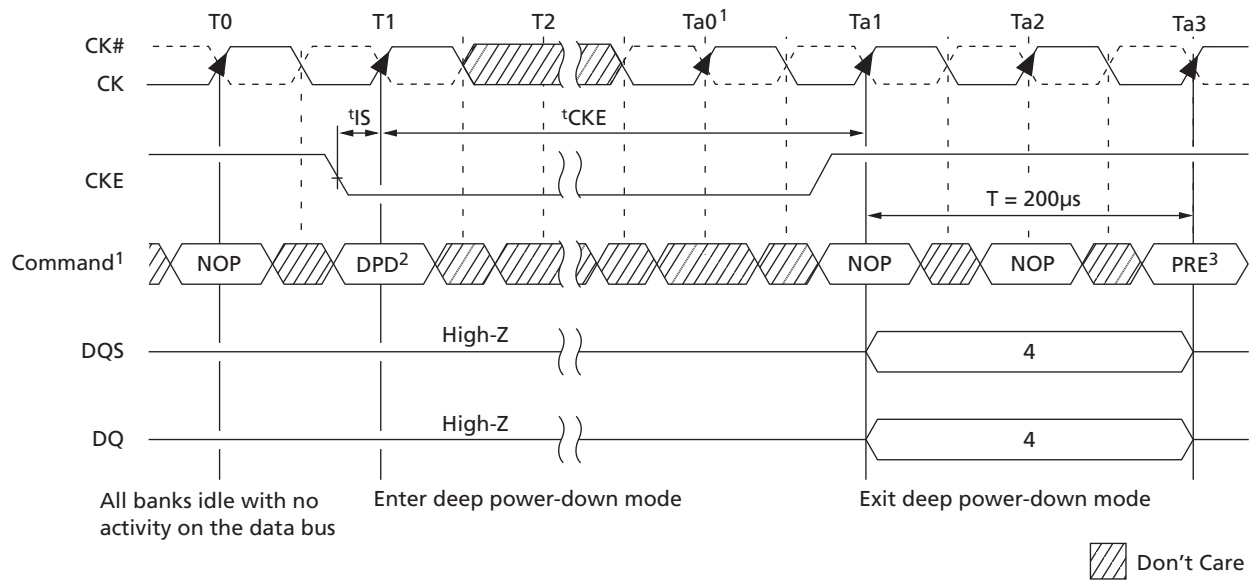 T0 T1 T2 Ta0¹ Ta1 Ta2 Ta3
CK#
CK
tIS tCKE
CKE
T = 200µs
Command¹ NOP DPD² NOP NOP PRE³
DQS High-Z 4
DQ High-Z 4
All banks idle with no
activity on the data bus
Enter deep power-down mode
Exit deep power-down mode
Don't Care